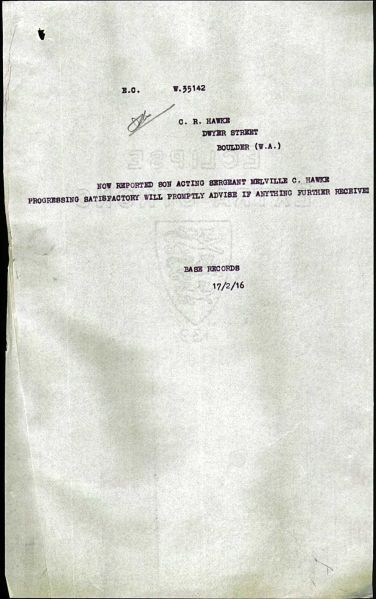 E.C. W.35142
C. R. HAWKE
DWYER STREET
BOULDER (W.A.)
NOW REPORTED SON ACTING SERGEANT MELVILLE C. HAWKE
PROGRESSING SATISFACTORY WILL PROMPTLY ADVISE IF ANYTHING FURTHER RECEIVED
BASE RECORDS
17/2/16
ECLIPSE